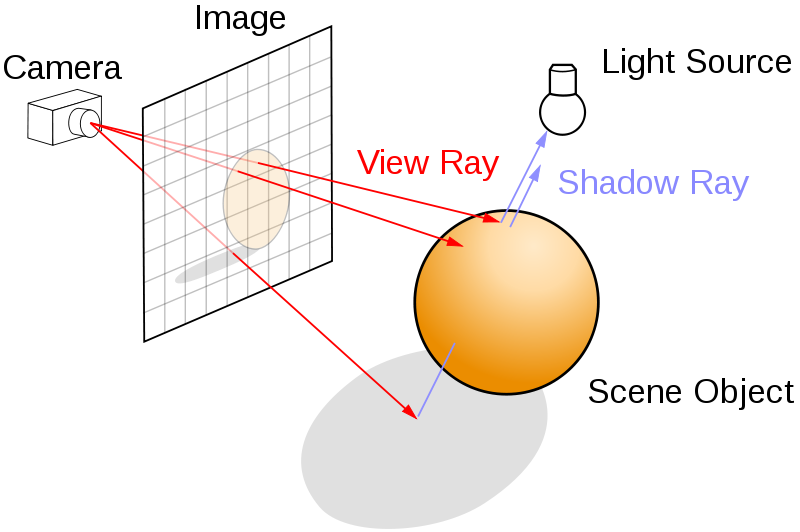 Image
Camera
Light Source
View Ray
Shadow Ray
Scene Object